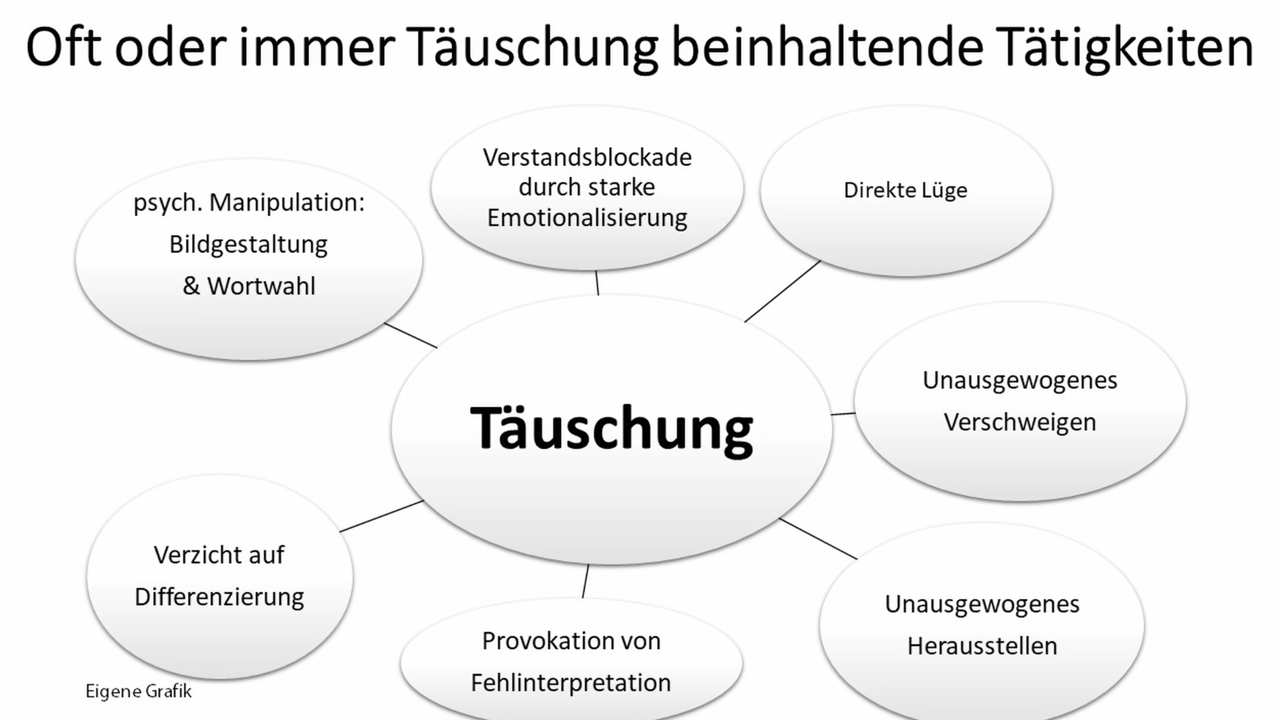 Oft oder immer Täuschung beinhaltende Tätigkeiten
psych. Manipulation:
Bildgestaltung
& Wortwahl
Verstandsblockade
durch starke
Emotionalisierung
Direkte Lüge
Unausgewogenes
Verschweigen
Täuschung
Verzicht auf
Differenzierung
Provokation von
Fehlinterpretation
Unausgewogenes
Herausstellen
Eigene Grafik